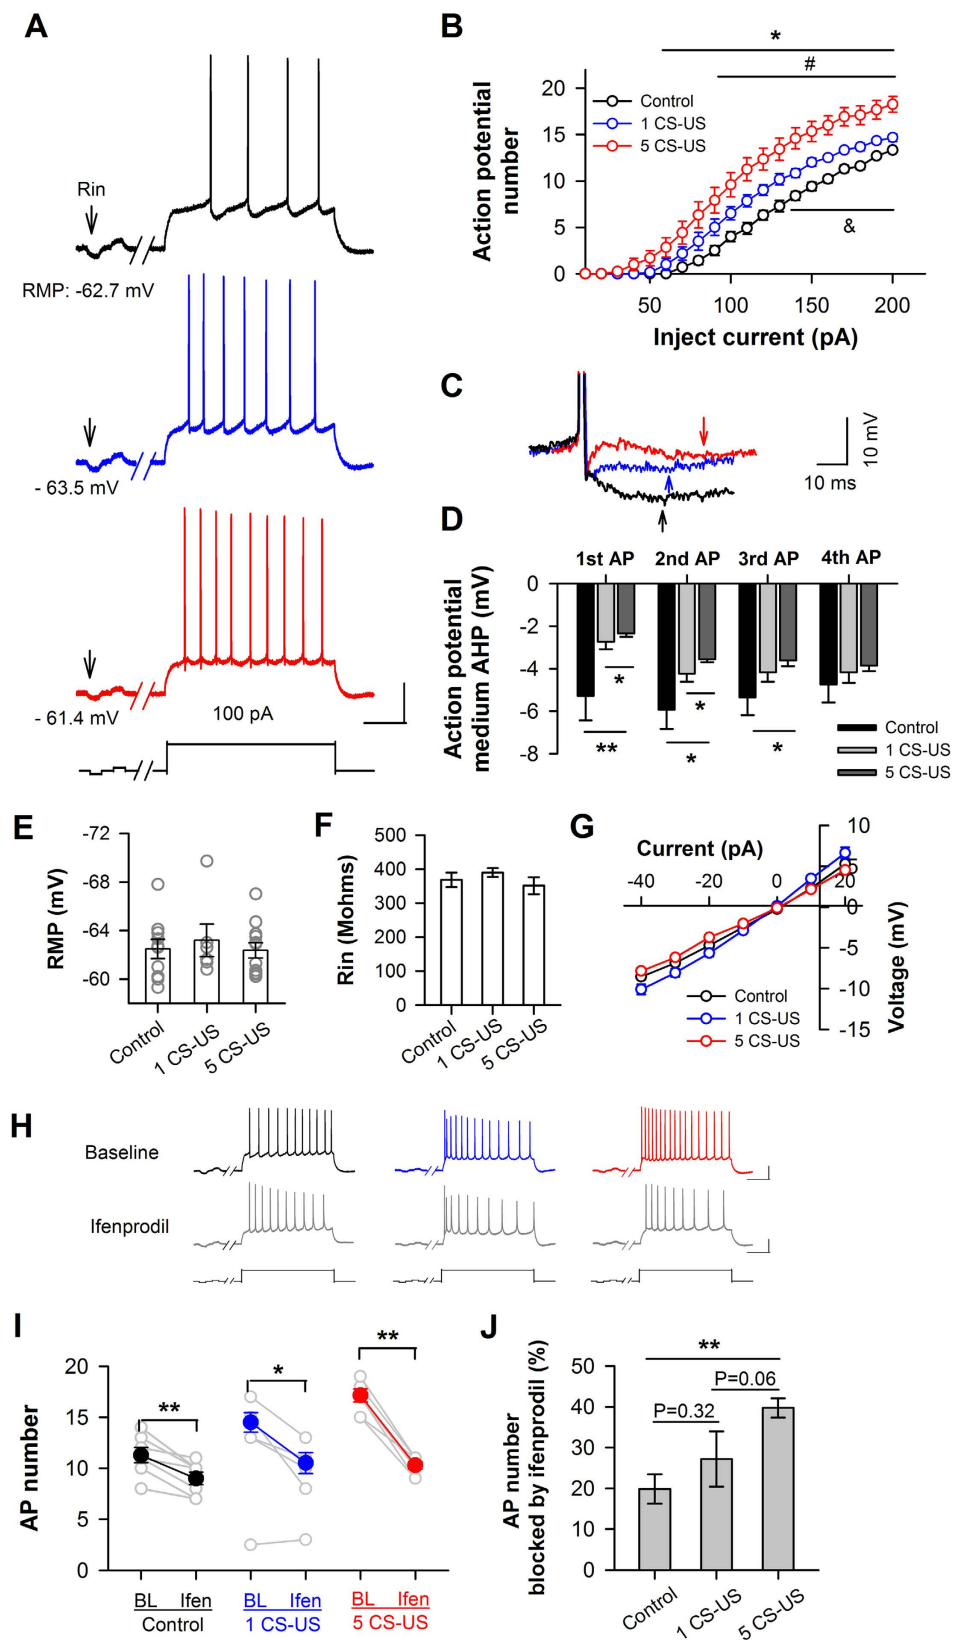 A
Rin
RMP: -62.7 mV
- 63.5 mV
- 61.4 mV
100 pA
B
*
#
Control
1 CS-US
5 CS-US
&
Action potential
number
20
15
10
5
0
50
100
150
200
Inject current (pA)
C
10 mV
10 ms
D
1st AP
2nd AP
3rd AP
4th AP
Action potential
medium AHP (mV)
0
-2
-4
-6
-8
*
**
*
*
*
Control
1 CS-US
5 CS-US
E
RMP (mV)
-72
-68
-64
-60
Control
1 CS-US
5 CS-US
F
Rin (Mohms)
500
400
300
200
100
0
Control
1 CS-US
5 CS-US
G
Current (pA)
-40
-20
0
20
10
5
0
-5
-10
-15
Voltage (mV)
Control
1 CS-US
5 CS-US
H
Baseline
Ifenprodil
I
AP number
20
15
10
5
0
**
*
**
BL Ifen
Control
BL Ifen
1 CS-US
BL Ifen
5 CS-US
J
AP number
blocked by ifenprodil (%)
50
40
30
20
10
0
**
P=0.06
P=0.32
Control
1 CS-US
5 CS-US